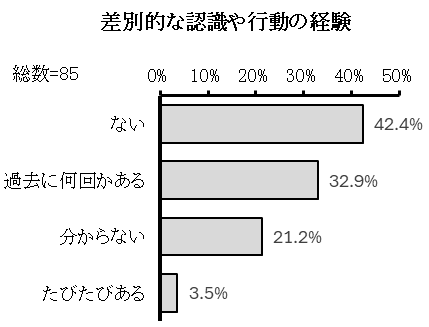 差別的な認識や行動の経験
総数=85
0% 10% 20% 30% 40% 50%
ない 42.4%
過去に何回かある 32.9%
分からない 21.2%
たびたびある 3.5%